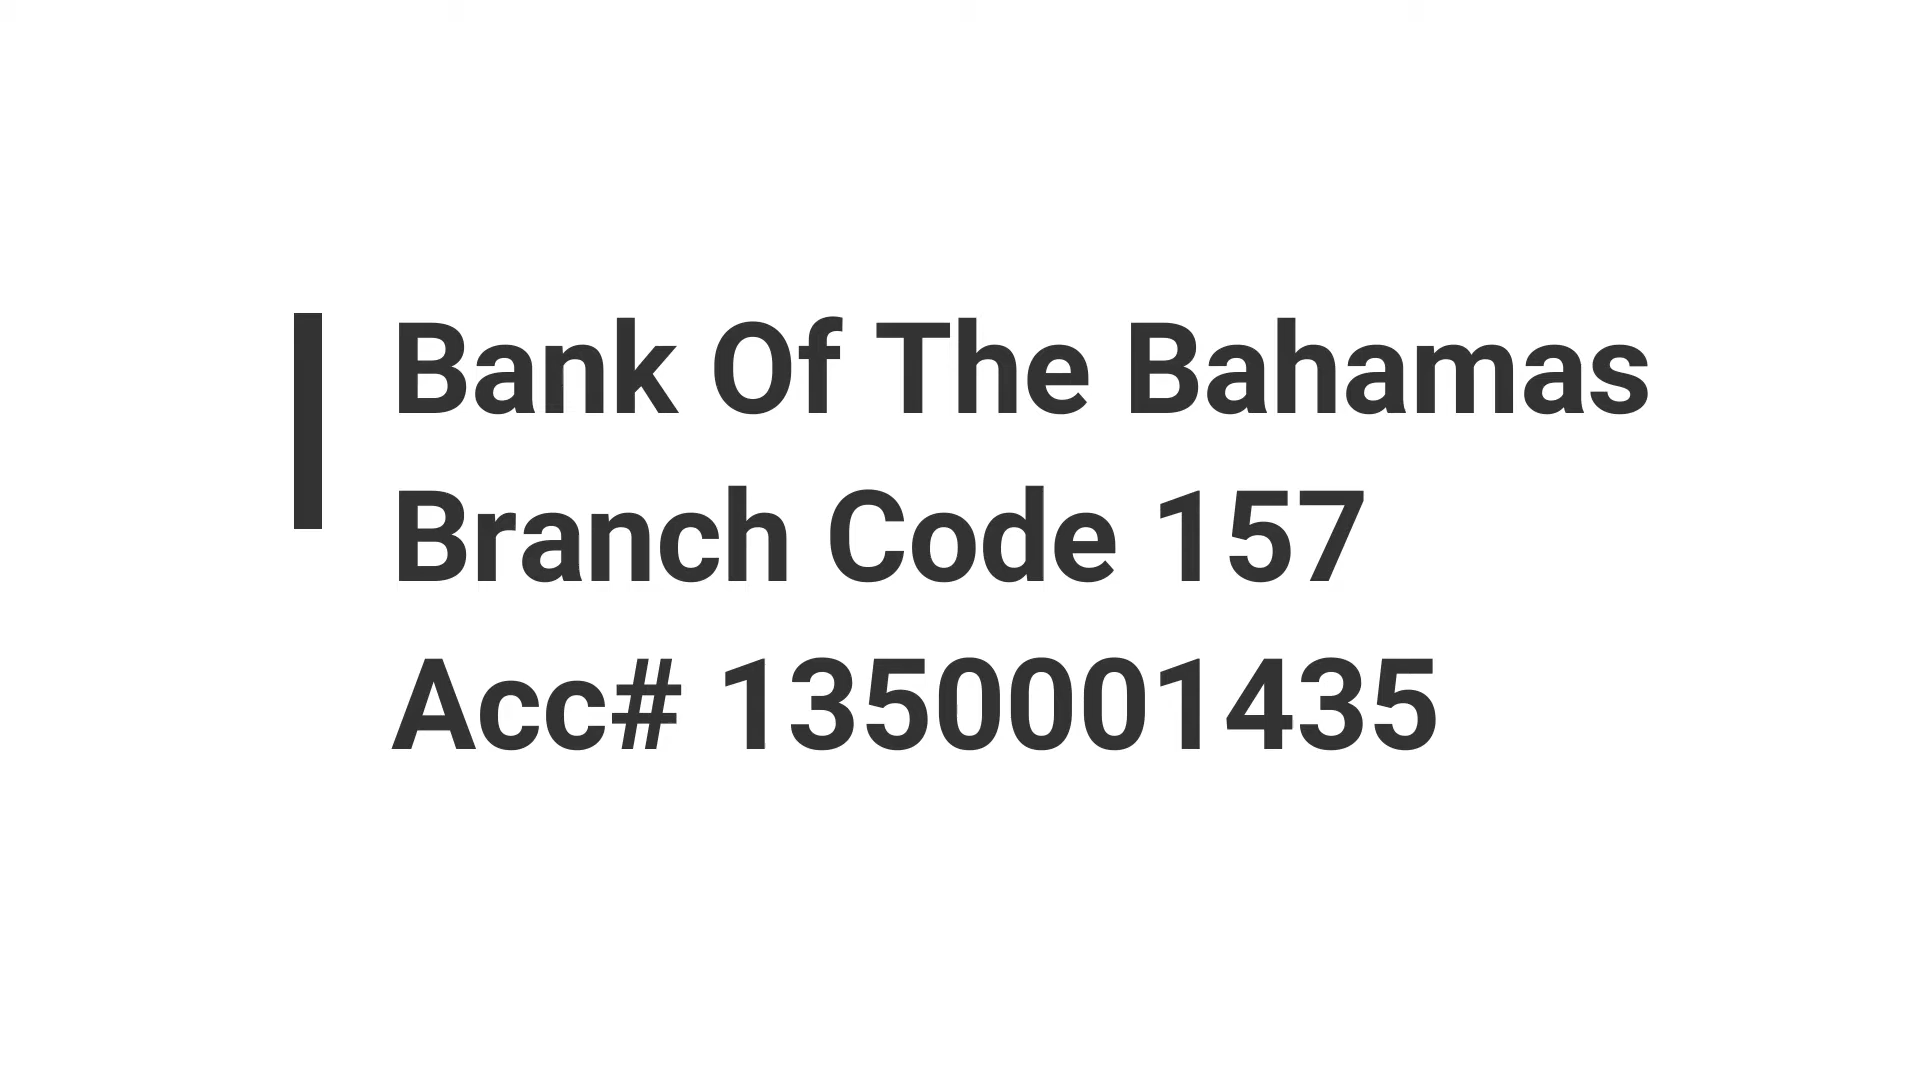 Bank Of The Bahamas
Branch Code 157
Acc# 1350001435